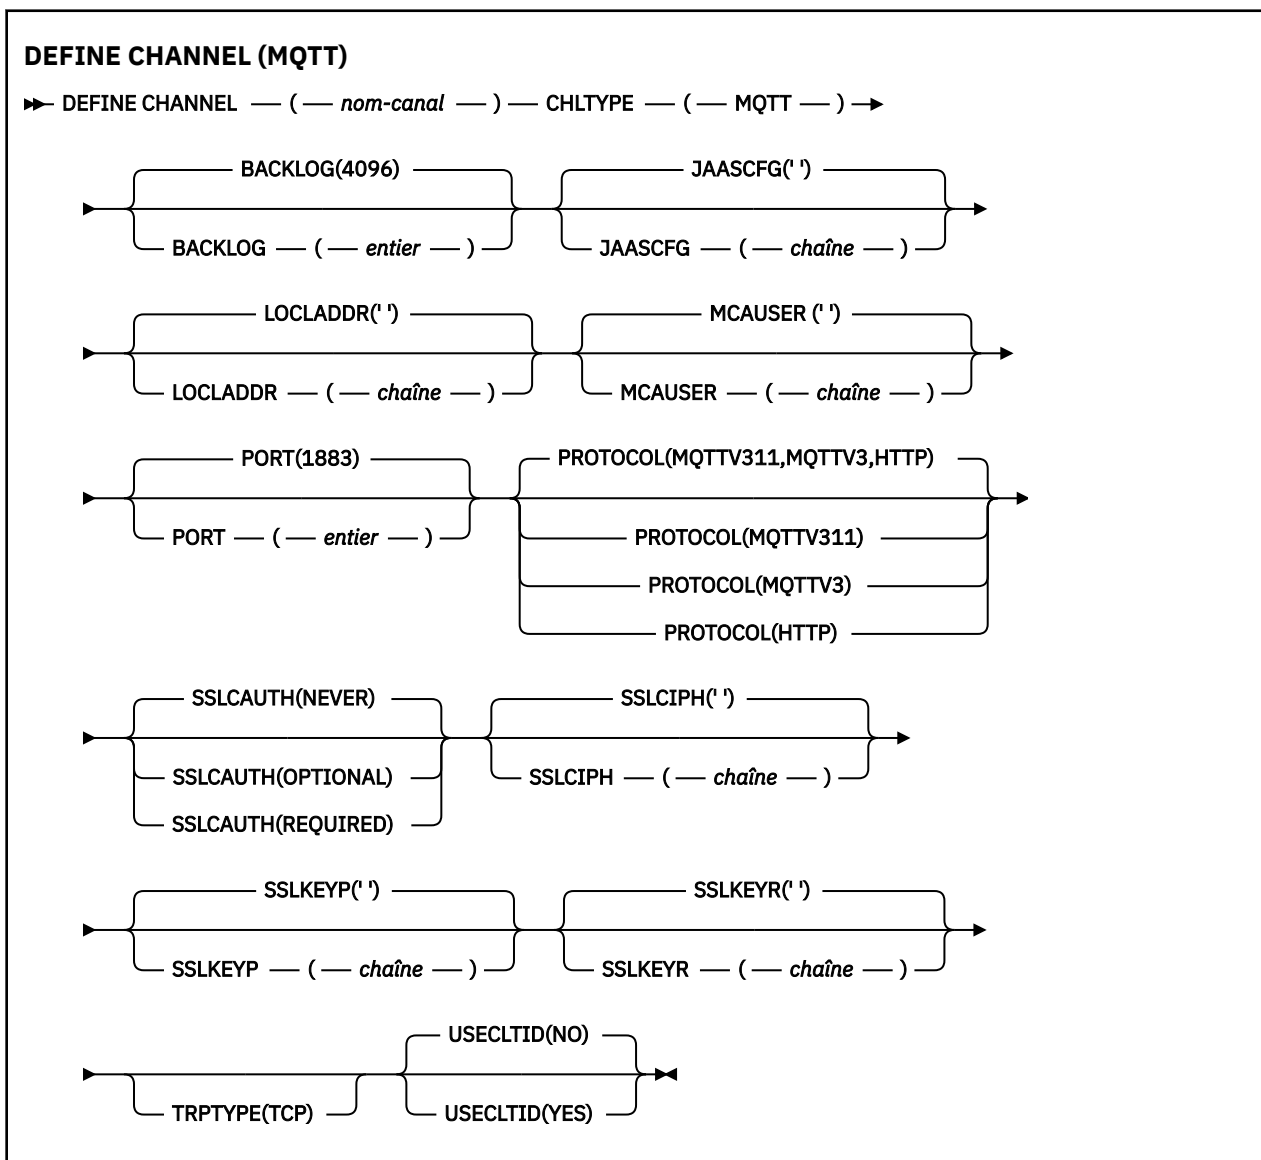 DEFINE CHANNEL (MQTT)
DEFINE CHANNEL ( nom-canal ) CHLTYPE ( MQTT )
BACKLOG(4096) JAASCFG(' ')
BACKLOG ( entier ) JAASCFG ( chaîne )
LOCLADDR(' ') MCAUSER (' ')
LOCLADDR ( chaîne ) MCAUSER ( chaîne )
PORT(1883) PROTOCOL(MQTTV311,MQTTV3,HTTP)
PORT ( entier ) PROTOCOL(MQTTV311)
PROTOCOL(MQTTV3)
PROTOCOL(HTTP)
SSLCAUTH(NEVER) SSLCIPH(' ')
SSLCAUTH(OPTIONAL) SSLCIPH ( chaîne )
SSLCAUTH(REQUIRED)
SSLKEYP(' ') SSLKEYR(' ')
SSLKEYP ( chaîne ) SSLKEYR ( chaîne )
USECLTID(NO)
TRPTYPE(TCP) USECLTID(YES)